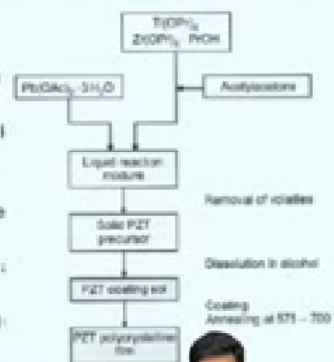 Ti(OPr)₄
Zr(OPr)₄ PrOH
Pb(OAc)₂·3H₂O
Acetylacetone
Liquid reaction
mixture
Removal of volatiles
Solid PZT
precursor
Dissolution in alcohol
PZT coating sol
Coating
Annealing at 575 – 700
PZT polycrystalline
film